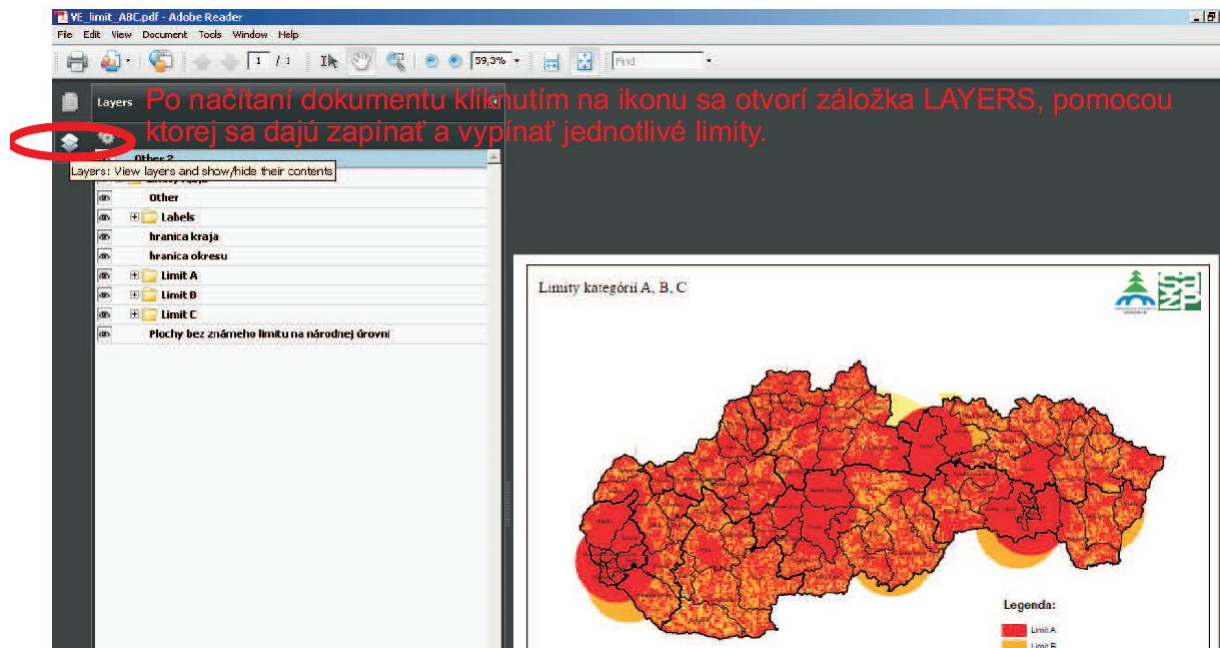 VE_limit_ABC.pdf - Adobe Reader
File Edit View Document Tools Window Help
1 / 1
59,3%
Find
Layers
Po načítaní dokumentu kliknutím na ikonu sa otvorí záložka LAYERS, pomocou
ktorej sa dajú zapínať a vypínať jednotlivé limity.
Other 2
Layers: View layers and show/hide their contents
Other
Labels
hranica kraja
hranica okresu
Limit A
Limit B
Limit C
Plochy bez známeho limitu na národnej úrovni
Limity kategórii A, B, C
Legenda:
Limit A
Limit B